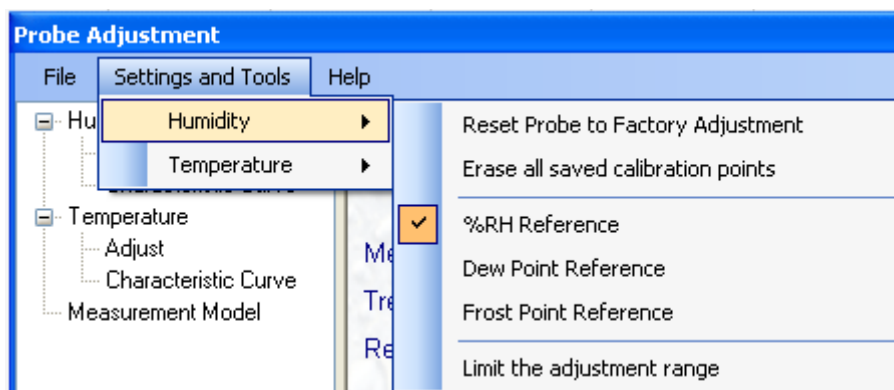 Probe Adjustment
File Settings and Tools Help
Humidity
Temperature
Reset Probe to Factory Adjustment
Erase all saved calibration points
%RH Reference
Dew Point Reference
Frost Point Reference
Limit the adjustment range
Temperature
Adjust
Characteristic Curve
Measurement Model